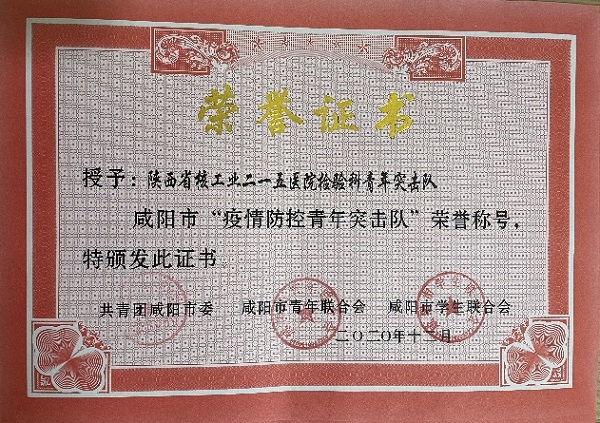 荣誉证书
授予：陕西省核工业二一五医院检验科青年突击队
咸阳市“疫情防控青年突击队”荣誉称号，
特颁发此证书
共青团咸阳市委 咸阳市青年联合会 咸阳市学生联合会
二〇二〇年十二月